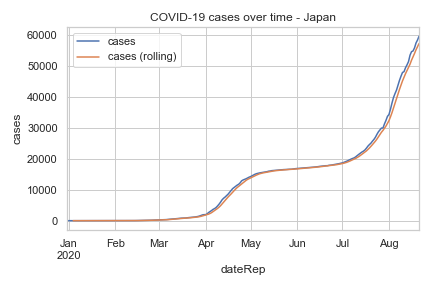 COVID-19 cases over time - Japan
cases
cases (rolling)
60000
50000
40000
30000
20000
10000
0
cases
Jan Feb Mar Apr May Jun Jul Aug
2020
dateRep